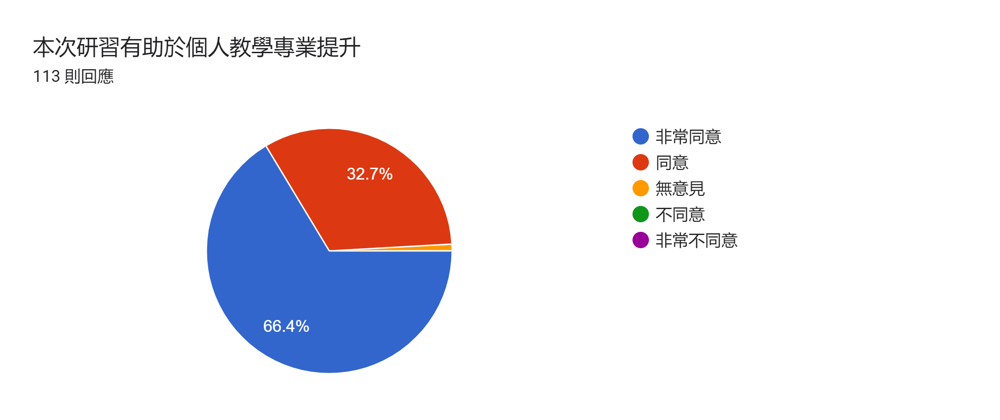 本次研習有助於個人教學專業提升
113 則回應
32.7%
66.4%
非常同意
同意
無意見
不同意
非常不同意